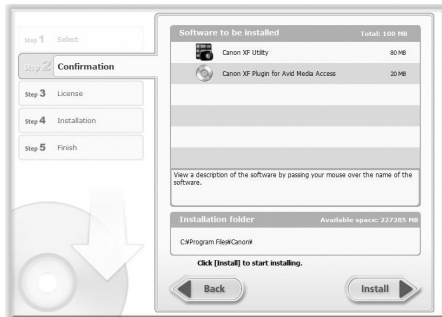 Step 1 Select
Step 2 Confirmation
Step 3 License
Step 4 Installation
Step 5 Finish
Software to be installed Total: 100 MB
Canon XF Utility 80 MB
Canon XF Plugin for Avid Media Access 20 MB
View a description of the software by passing your mouse over the name of the
software.
Installation folder Available space: 227285 MB
C:¥Program Files¥Canon¥
Click [Install] to start installing.
Back Install